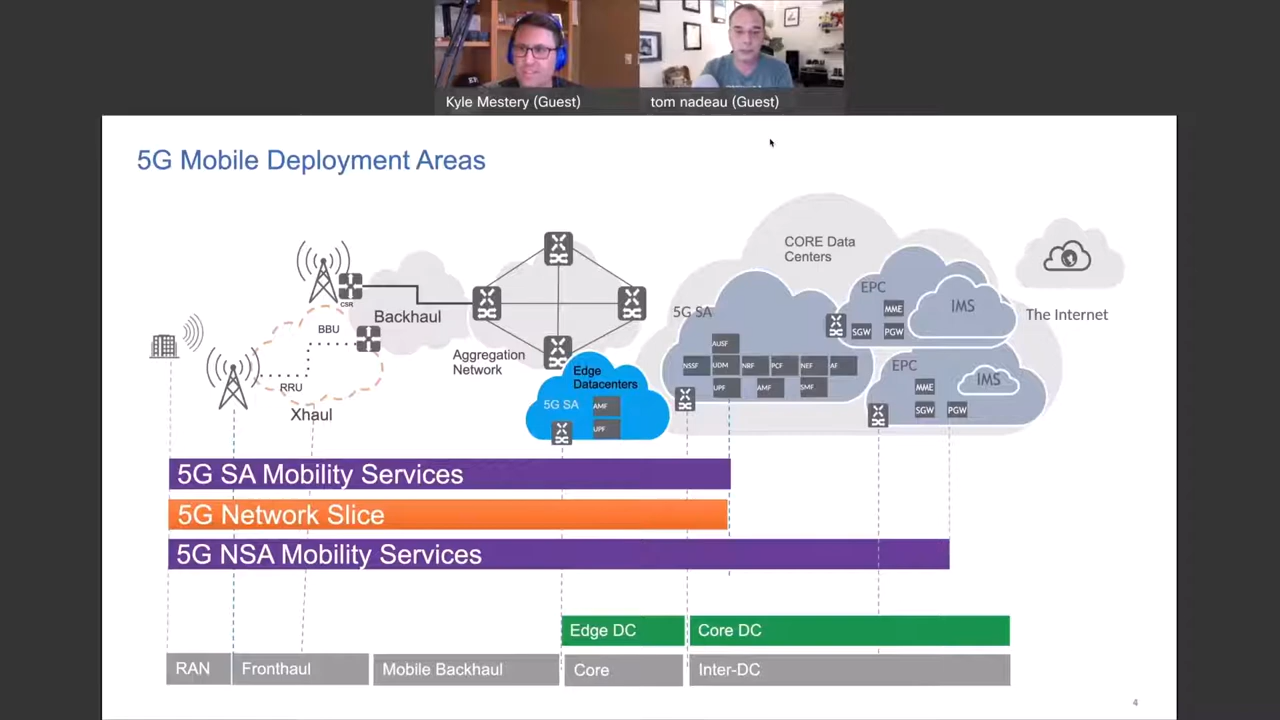 Kyle Mestery (Guest)
tom nadeau (Guest)
5G Mobile Deployment Areas
CORE Data
Centers
EPC
MME
IMS
SGW
PGW
The Internet
CSR
Backhaul
BBU
RRU
Xhaul
Aggregation
Network
Edge
Datacenters
5G SA
AMF
UPF
5G SA
AUSF
NSSF
UDM
NRF
PCF
NEF
AF
UPF
AMF
SMF
EPC
MME
IMS
SGW
PGW
5G SA Mobility Services
5G Network Slice
5G NSA Mobility Services
Edge DC
Core DC
RAN
Fronthaul
Mobile Backhaul
Core
Inter-DC
4